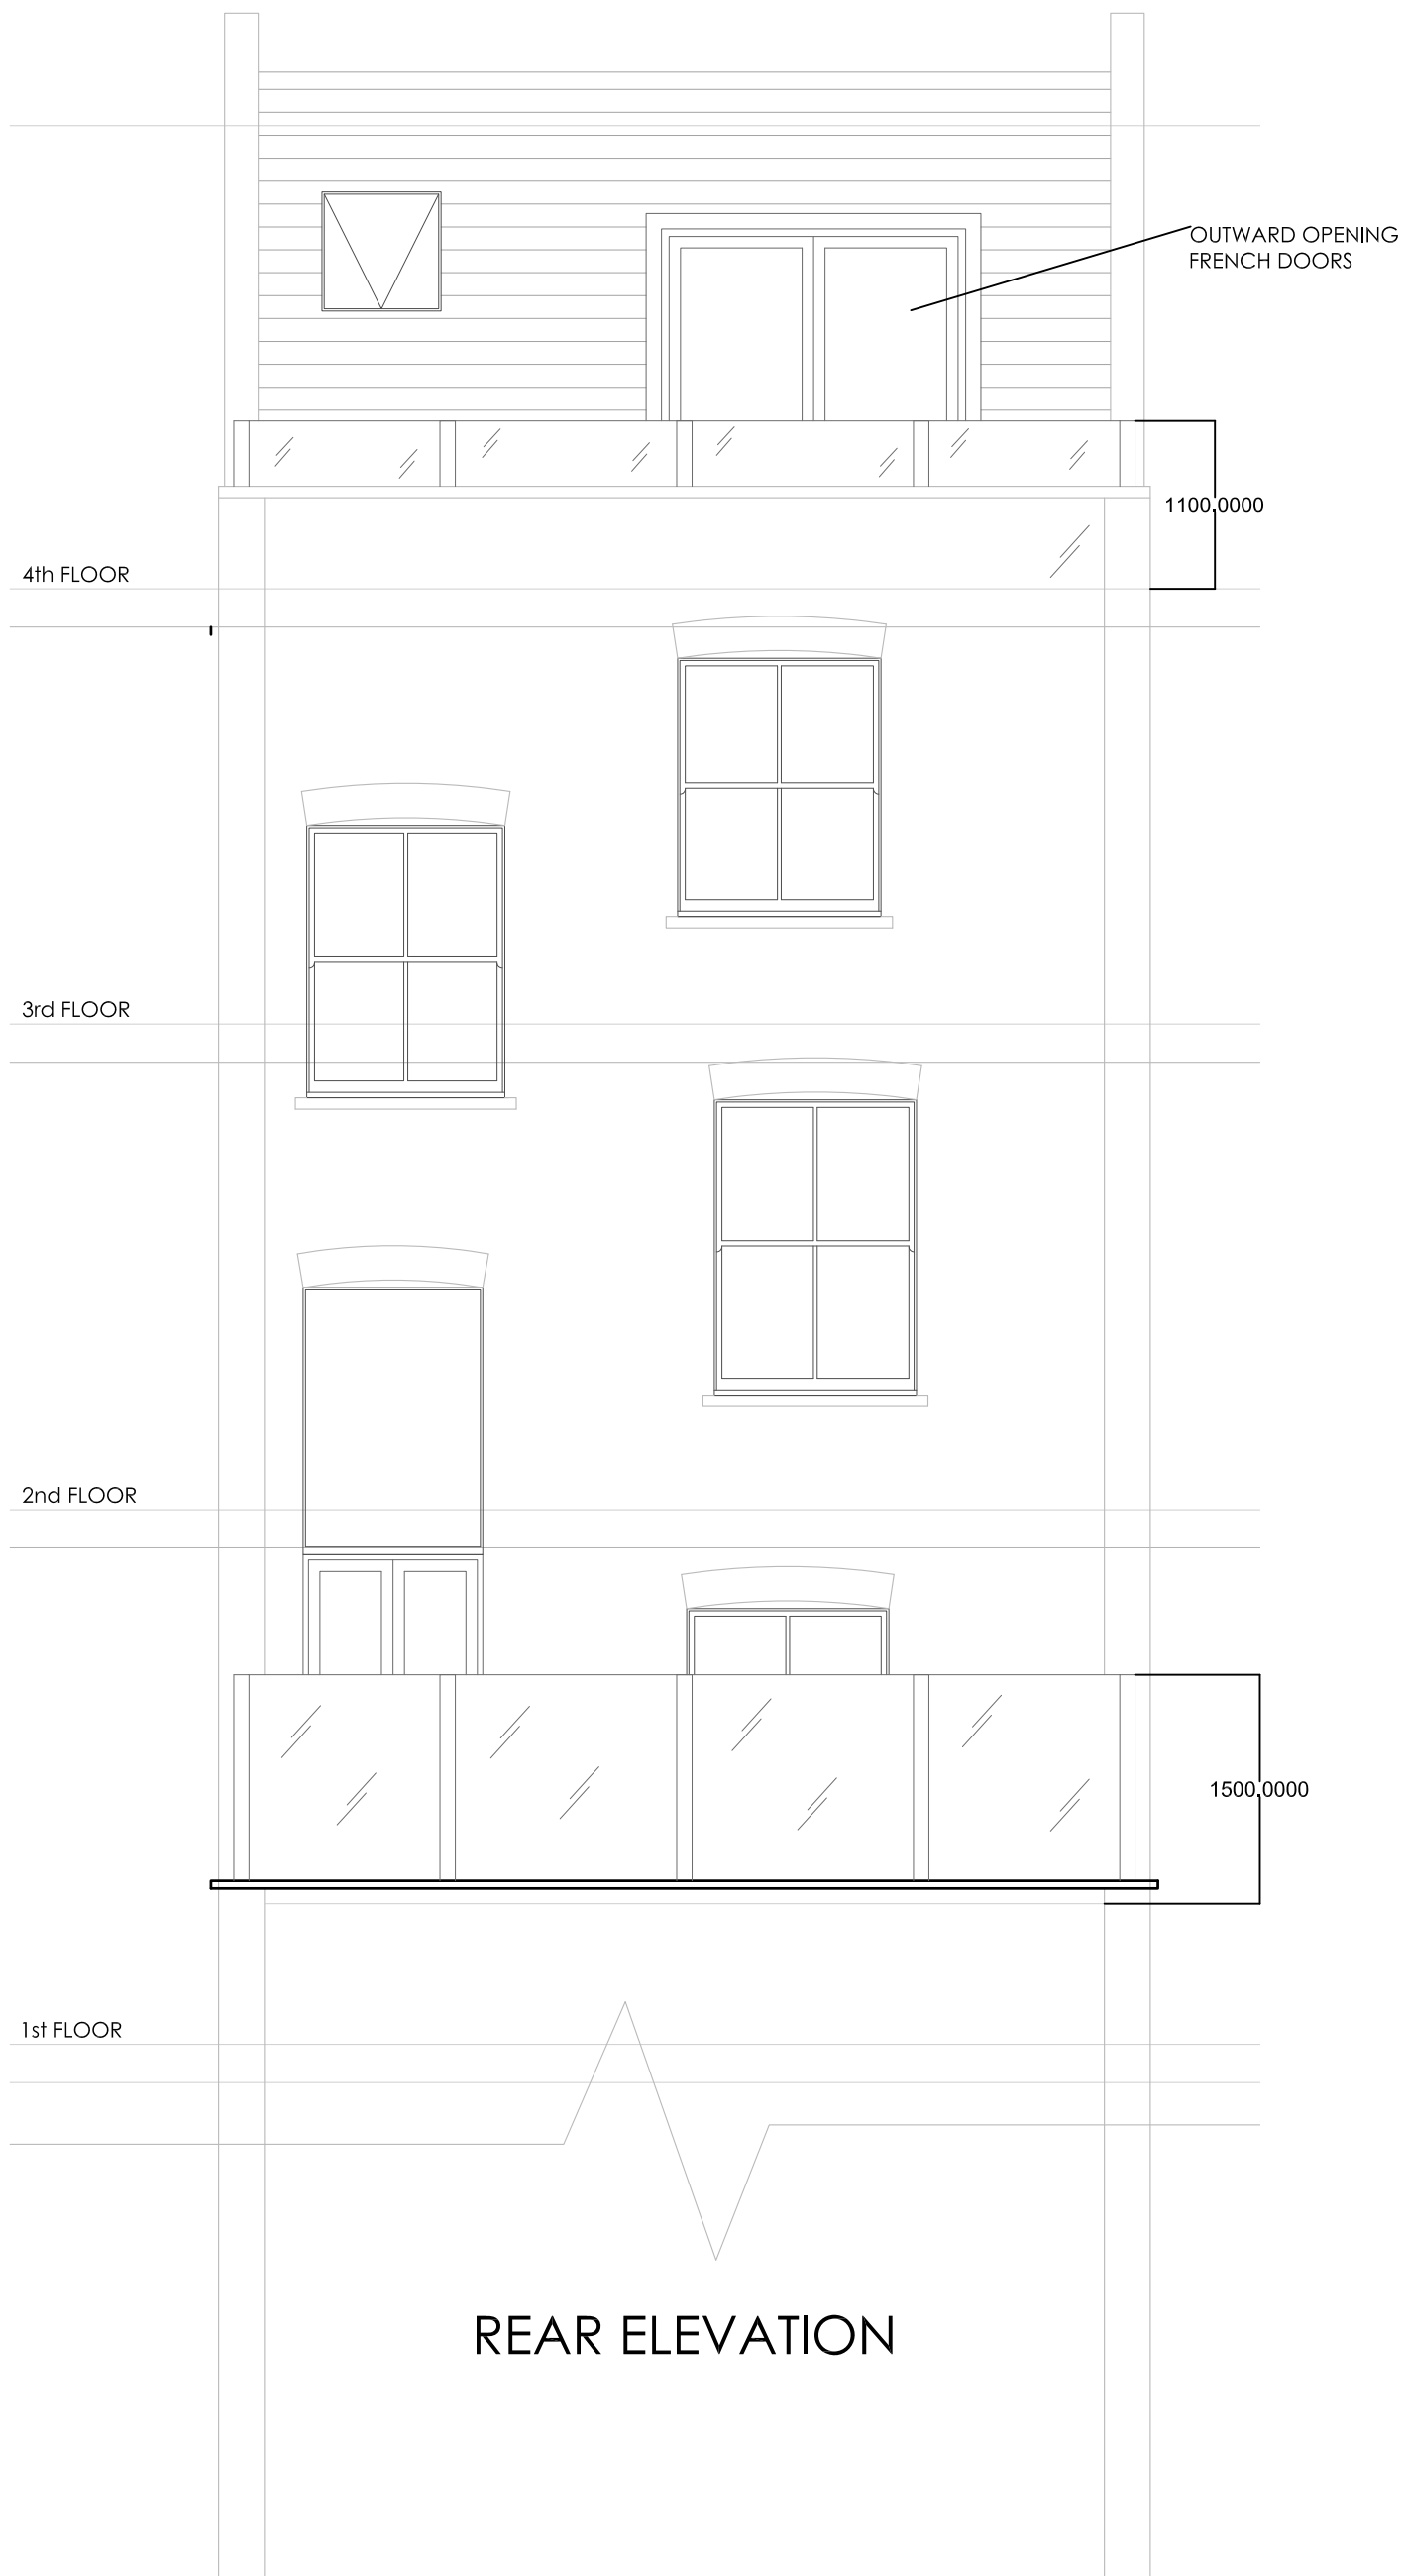 OUTWARD OPENING
FRENCH DOORS
1100.0000
4th FLOOR
3rd FLOOR
2nd FLOOR
1500.0000
1st FLOOR
REAR ELEVATION